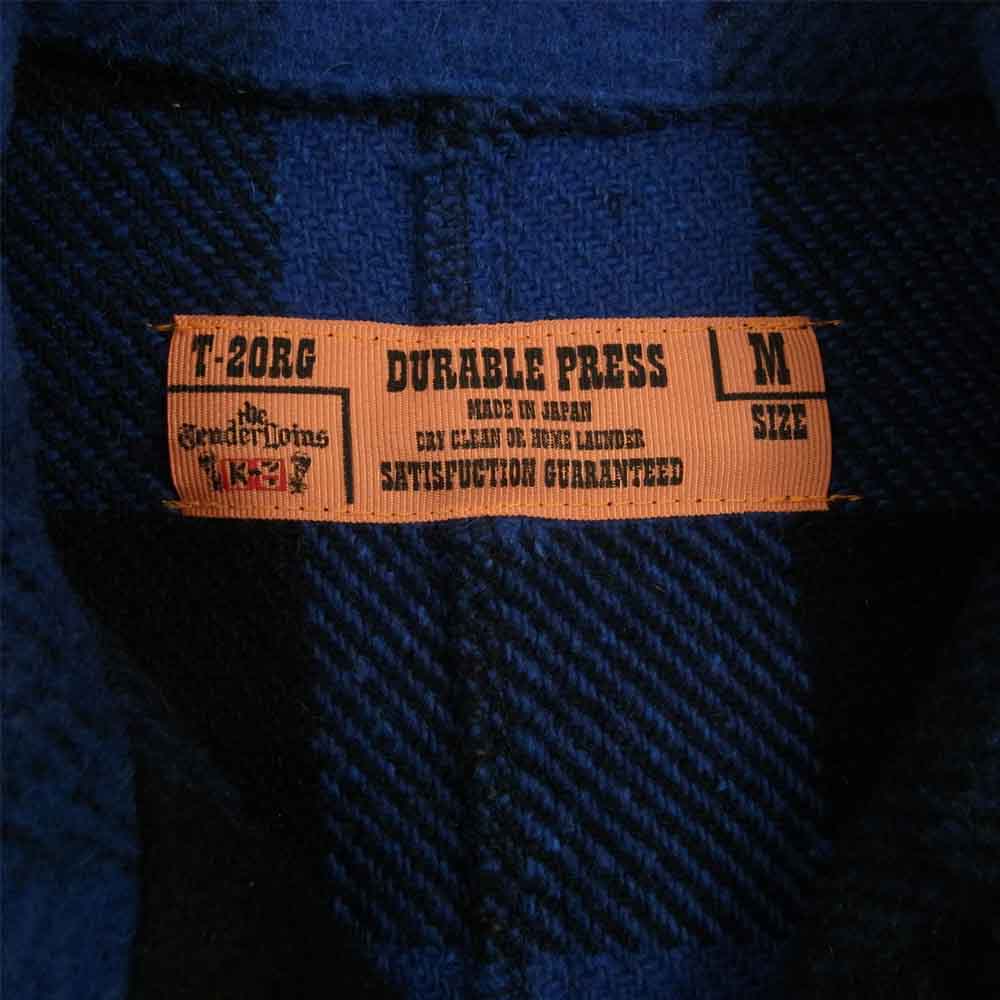 T-20RG
the
TenderLoins
DURABLE PRESS
MADE IN JAPAN
DRY CLEAN OR HOME LAUNDER
SATISFUCTION GUARANTEED
M
SIZE